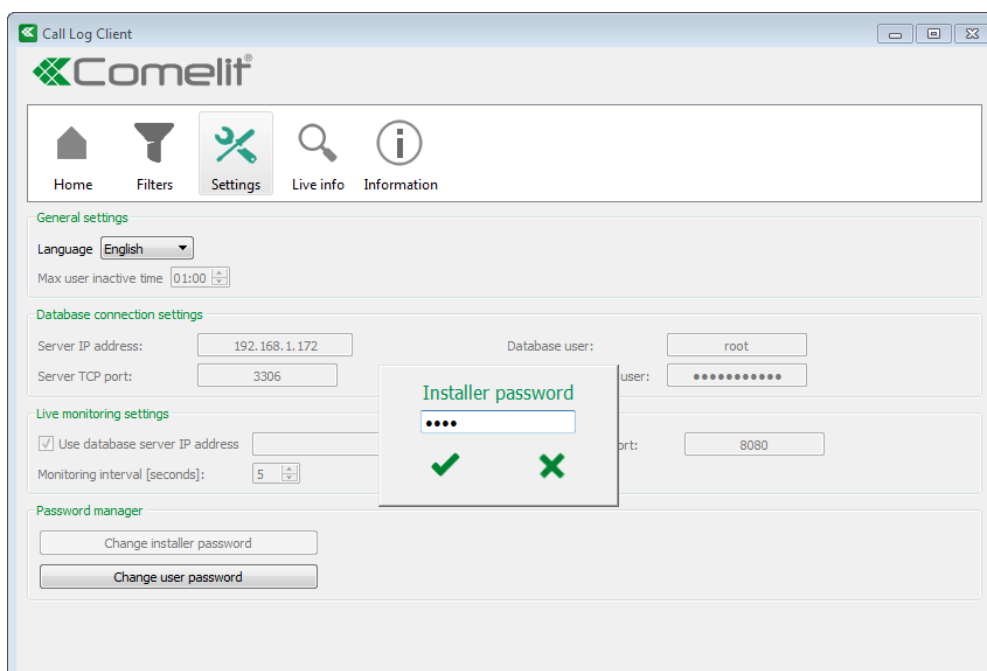 Call Log Client
Comelit®
Home Filters Settings Live info Information
General settings
Language English
Max user inactive time 01:00
Database connection settings
Server IP address: 192.168.1.172 Database user: root
Server TCP port: 3306 user: •••••••••••
Installer password
••••
Live monitoring settings
Use database server IP address ort: 8080
Monitoring interval [seconds]: 5
Password manager
Change installer password
Change user password